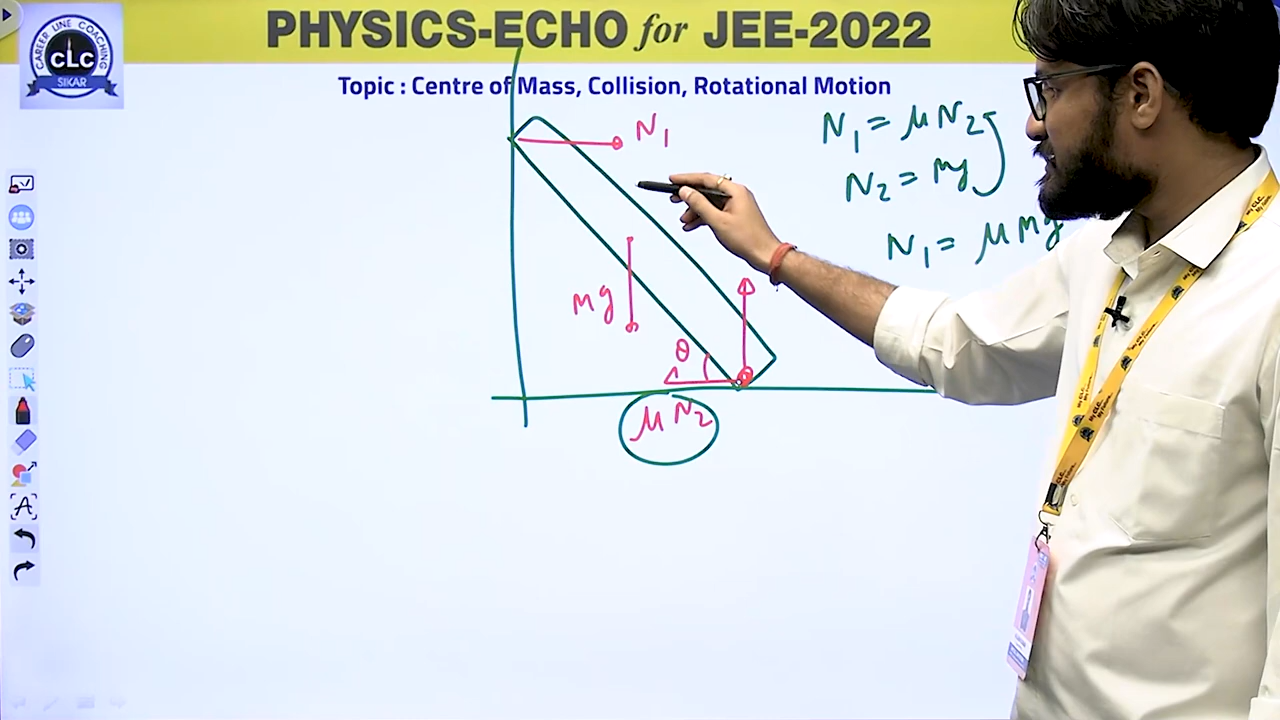 PHYSICS-ECHO for JEE-2022
CAREER LINE COACHING
CLC
SIKAR
Topic : Centre of Mass, Collision, Rotational Motion
N₁
N₁ = μN₂
N₂ = Mg
N₁ = μMg
Mg
θ
μN₂
A